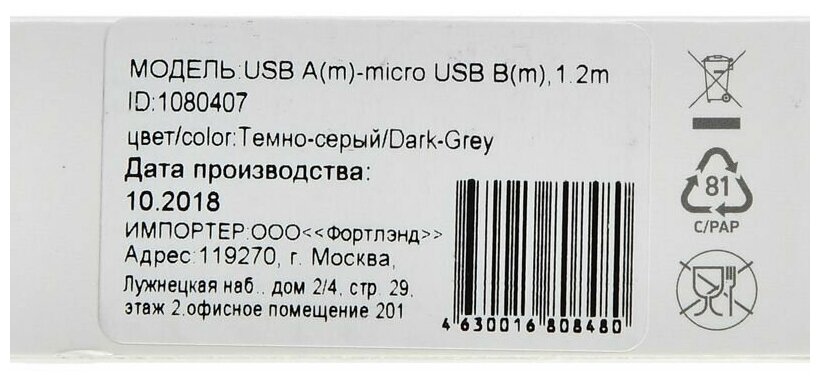 МОДЕЛЬ:USB A(m)-micro USB B(m),1.2m
ID:1080407
цвет/color:Темно-серый/Dark-Grey
Дата производства:
10.2018
ИМПОРТЕР:ООО<<Фортлэнд>>
Адрес:119270, г. Москва,
Лужнецкая наб., дом 2/4, стр. 29,
этаж 2,офисное помещение 201
4 630016 808480
81
C/PAP